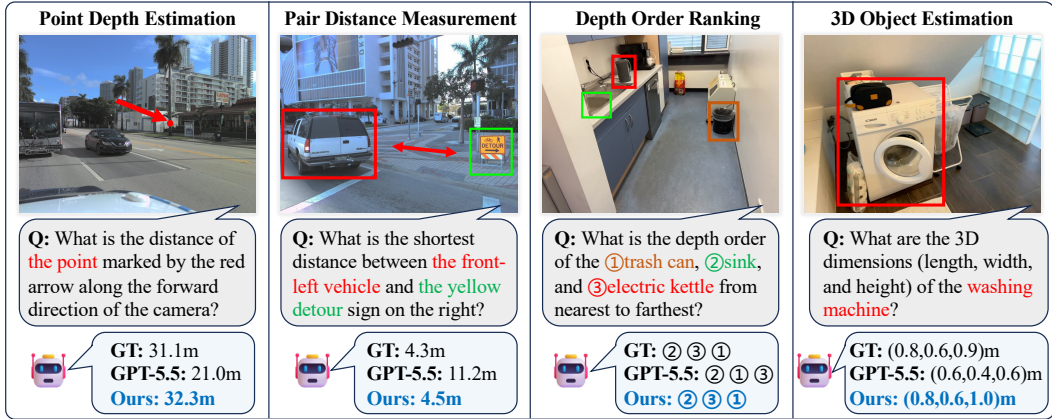 Point Depth Estimation
Q: What is the distance of
the point marked by the red
arrow along the forward
direction of the camera?
GT: 31.1m
GPT-5.5: 21.0m
Ours: 32.3m
Pair Distance Measurement
DETOUR
Q: What is the shortest
distance between the front-
left vehicle and the yellow
detour sign on the right?
GT: 4.3m
GPT-5.5: 11.2m
Ours: 4.5m
Depth Order Ranking
Q: What is the depth order
of the ①trash can, ②sink,
and ③electric kettle from
nearest to farthest?
GT: ② ③ ①
GPT-5.5: ② ① ③
Ours: ② ③ ①
3D Object Estimation
Q: What are the 3D
dimensions (length, width,
and height) of the washing
machine?
GT: (0.8,0.6,0.9)m
GPT-5.5: (0.6,0.4,0.6)m
Ours: (0.8,0.6,1.0)m